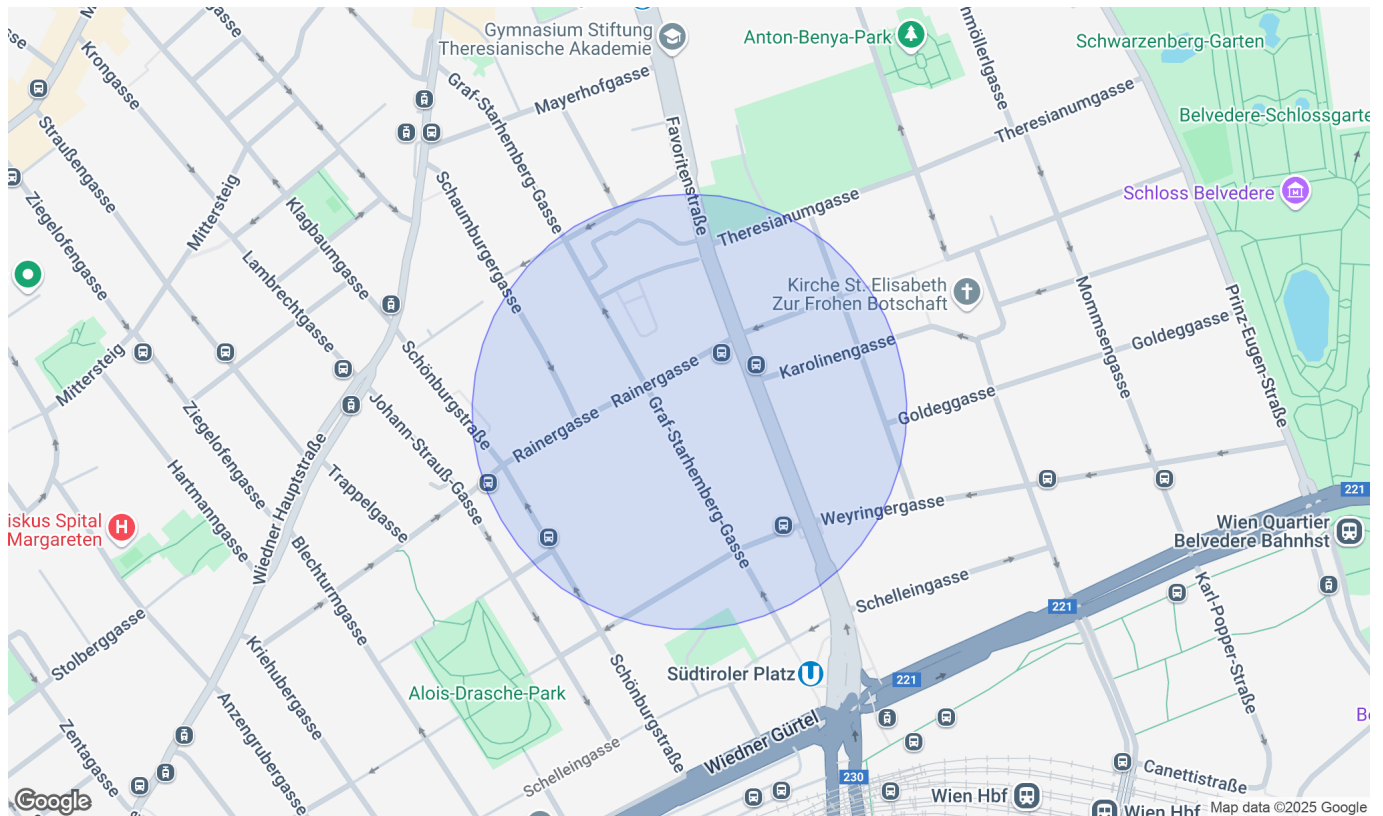 Gymnasium Stiftung
Theresianische Akademie
Anton-Benya-Park
Schwarzenberg-Garten
Krongasse
Graf-Starhemberg-Gasse
Mayerhofgasse
Theresianumgasse
Belvedere-Schlossgarte
Straußengasse
Favoritenstraße
Mittersteig
Schaumburgergasse
Schloss Belvedere
Ziegelofengasse
Klagbaumgasse
Theresianumgasse
Lambrechtgasse
Kirche St. Elisabeth
Zur Frohen Botschaft
Mommsengasse
Prinz-Eugen-Straße
Goldeggasse
Mittersteig
Schönburgstraße
Rainergasse
Karolinengasse
Johann-Strauß-Gasse
Rainergasse
Graf-Starhemberg-Gasse
Goldeggasse
Ziegelofengasse
Wiedner Hauptstraße
Trappelgasse
Hartmanngasse
221
Weyringergasse
iskus Spital
Margareten
Wien Quartier
Belvedere Bahnhst
Blechturmgasse
Schelleingasse
221
Karl-Popper-Straße
Stolberggasse
Kriehubergasse
Schönburgstraße
Südtiroler Platz
221
Alois-Drasche-Park
Anzengrubergasse
Zentagasse
Wiedner Gürtel
Schelleingasse
230
Canettistraße
Wien Hbf
Wien Hbf
Google
Map data ©2025 Google